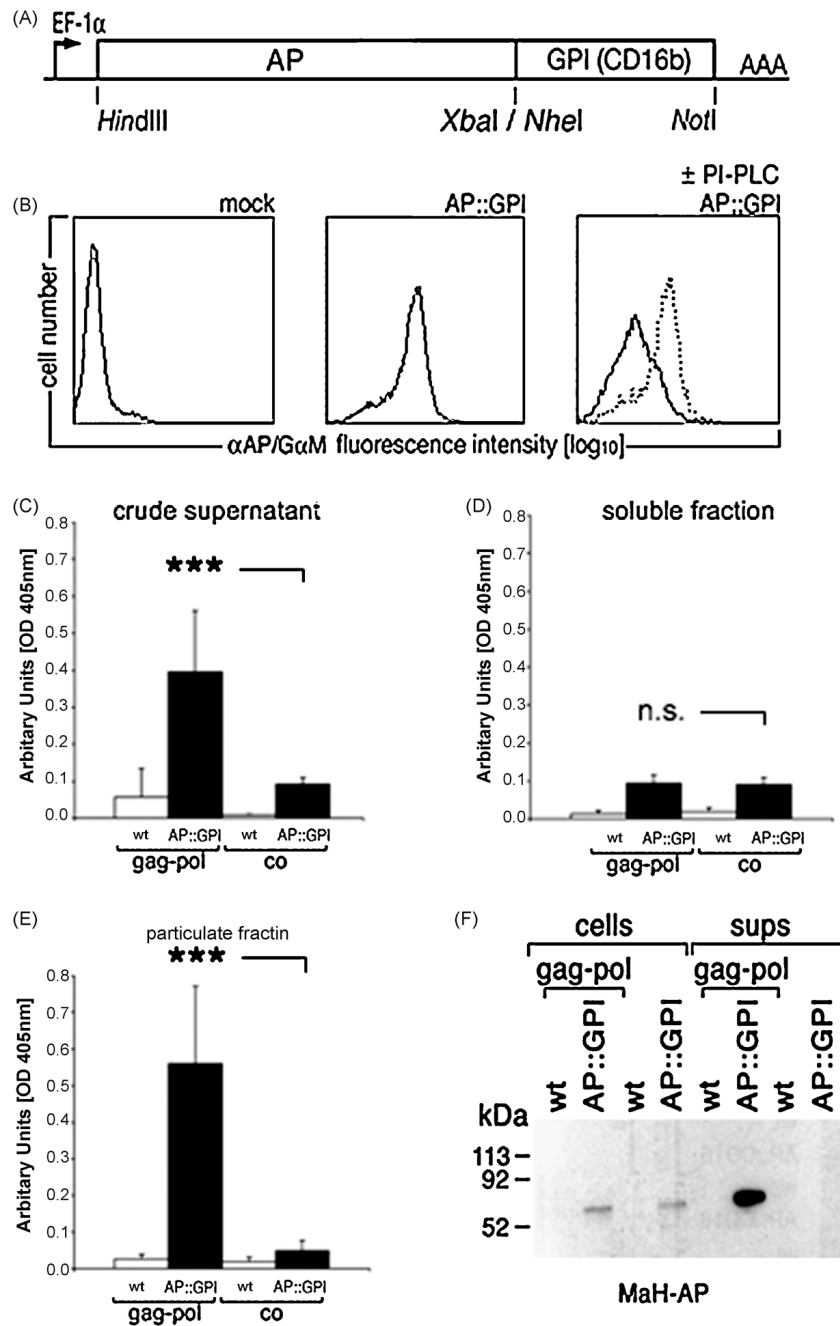 (A)
EF-1α
AP
GPI (CD16b)
AAA
HindIII
XbaI / NheI
NotI
(B)
mock
AP::GPI
± PI-PLC
AP::GPI
cell number
αAP/GαM fluorescence intensity [log10]
(C)
crude supernatant
Arbitary Units [OD 405nm]
0.8
0.7
0.6
0.5
0.4
0.3
0.2
0.1
0.0
★★★
wt
AP::GPI
wt
AP::GPI
gag-pol
co
(D)
soluble fraction
Arbitary Units [OD 405nm]
0.8
0.7
0.6
0.5
0.4
0.3
0.2
0.1
0.0
n.s.
wt
AP::GPI
wt
AP::GPI
gag-pol
co
(E)
particulate fractin
Arbitary Units [OD 405nm]
0.8
0.7
0.6
0.5
0.4
0.3
0.2
0.1
0.0
★★★
wt
AP::GPI
wt
AP::GPI
gag-pol
co
(F)
cells
sups
gag-pol
gag-pol
wt
AP::GPI
wt
AP::GPI
wt
AP::GPI
wt
AP::GPI
kDa
113
92
52
MaH-AP